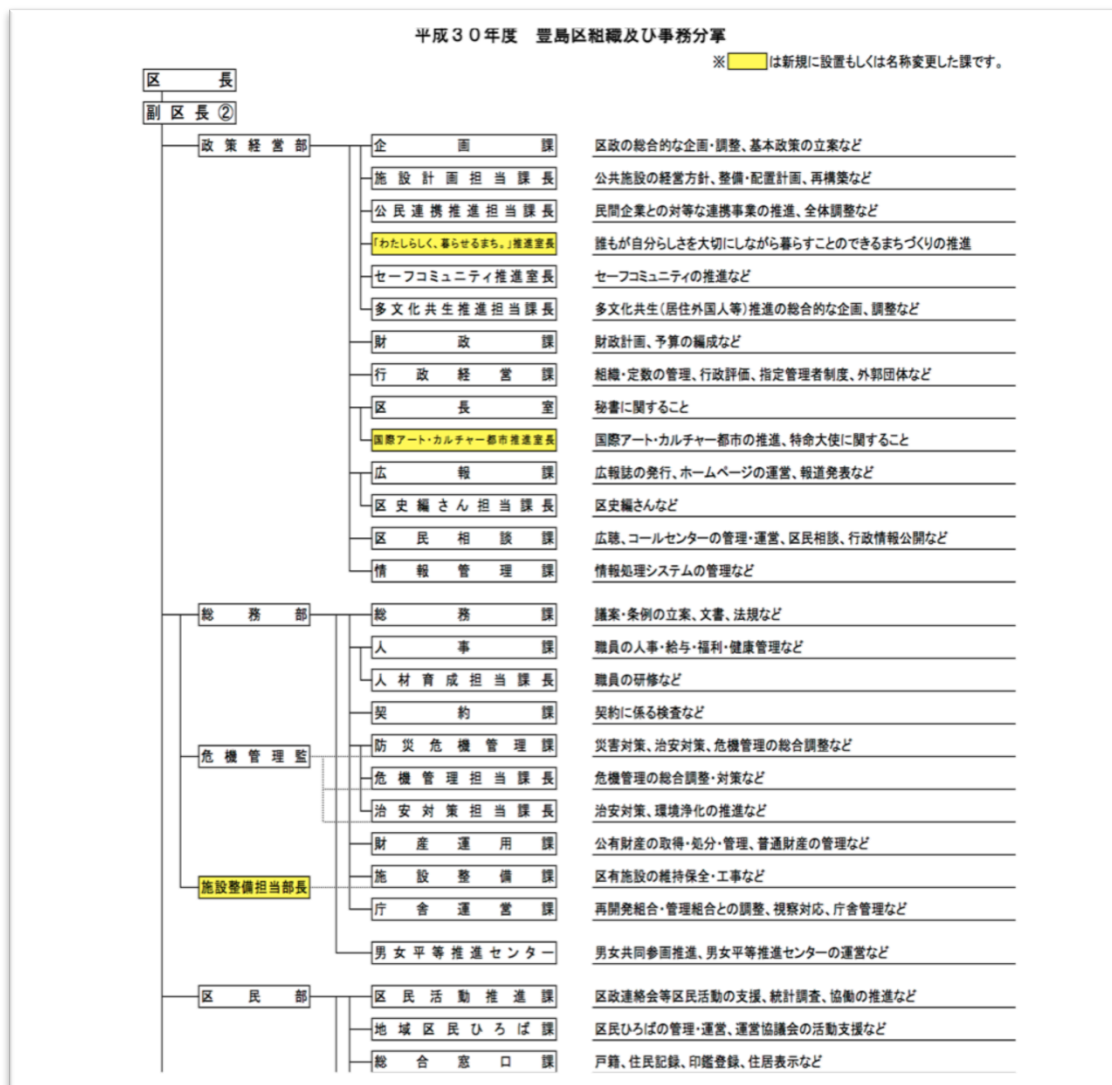 平成30年度 豊島区組織及び事務分掌
※ は新規に設置もしくは名称変更した課です。
区長
副区長②
政策経営部 企画課 区政の総合的な企画・調整、基本政策の立案など
施設計画担当課長 公共施設の経営方針、整備・配置計画、再構築など
公民連携推進担当課長 民間企業との対等な連携事業の推進、全体調整など
「わたしらしく、暮らせるまち。」推進室長 誰もが自分らしさを大切にしながら暮らすことのできるまちづくりの推進
セーフコミュニティ推進室長 セーフコミュニティの推進など
多文化共生推進担当課長 多文化共生(居住外国人等)推進の総合的な企画、調整など
財政課 財政計画、予算の編成など
行政経営課 組織・定数の管理、行政評価、指定管理者制度、外郭団体など
区長室 秘書に関すること
国際アート・カルチャー都市推進室長 国際アート・カルチャー都市の推進、特命大使に関すること
広報課 広報誌の発行、ホームページの運営、報道発表など
区史編さん担当課長 区史編さんなど
区民相談課 広聴、コールセンターの管理・運営、区民相談、行政情報公開など
情報管理課 情報処理システムの管理など
総務部 総務課 議案・条例の立案、文書、法規など
人事課 職員の人事・給与・福利・健康管理など
人材育成担当課長 職員の研修など
契約課 契約に係る検査など
防災危機管理課 災害対策、治安対策、危機管理の総合調整など
危機管理監
危機管理担当課長 危機管理の総合調整・対策など
治安対策担当課長 治安対策、環境浄化の推進など
財産運用課 公有財産の取得・処分・管理、普通財産の管理など
施設整備課 区有施設の維持保全・工事など
施設整備担当部長
庁舎運営課 再開発組合・管理組合との調整、視察対応、庁舎管理など
男女平等推進センター 男女共同参画推進、男女平等推進センターの運営など
区民部 区民活動推進課 区政連絡会等区民活動の支援、統計調査、協働の推進など
地域区民ひろば課 区民ひろばの管理・運営、運営協議会の活動支援など
総合窓口課 戸籍、住民記録、印鑑登録、住居表示など